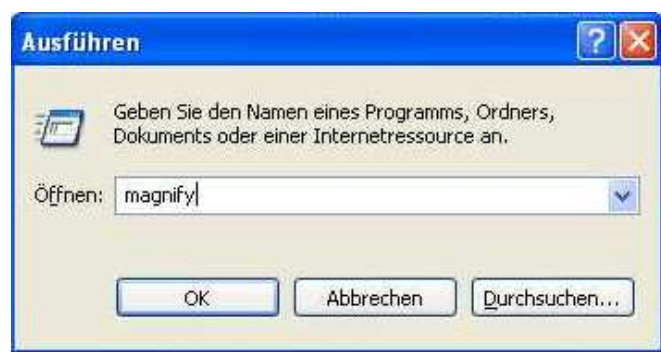 Ausführen
Geben Sie den Namen eines Programms, Ordners,
Dokuments oder einer Internetressource an.
Öffnen: magnify
OK Abbrechen Durchsuchen...